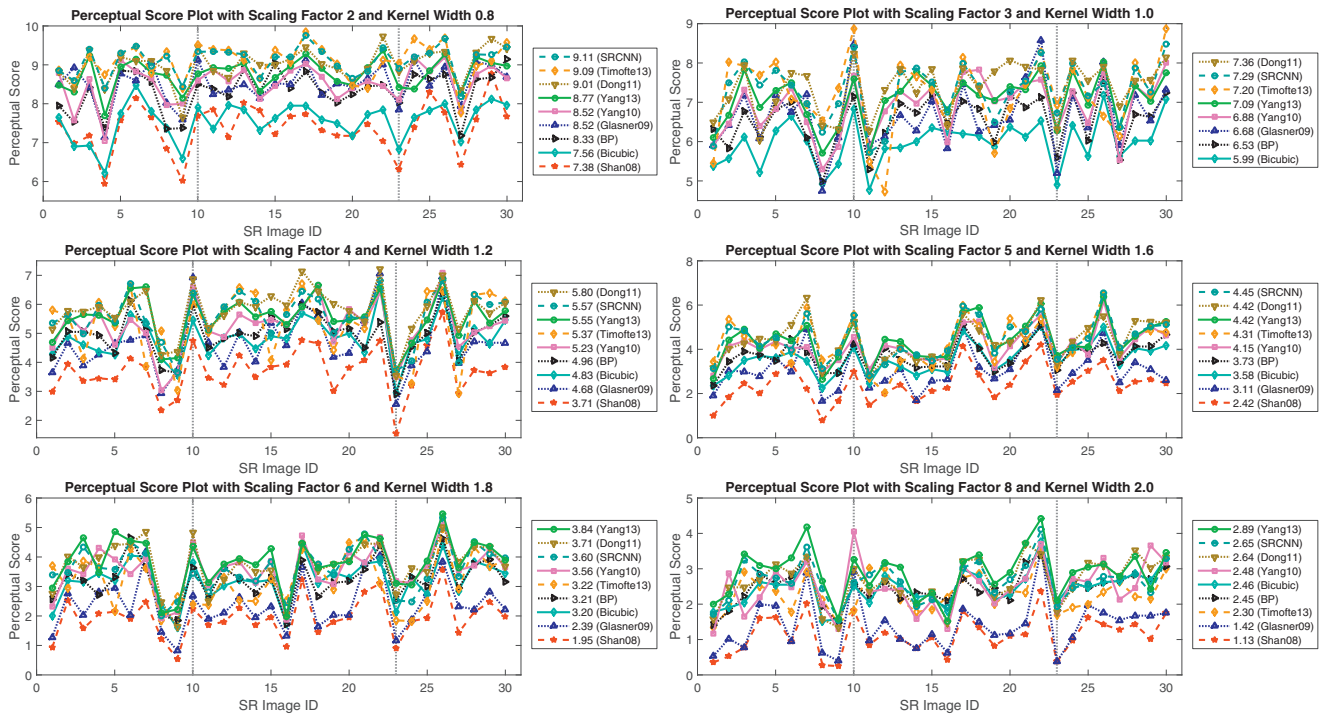 Perceptual Score Plot with Scaling Factor 2 and Kernel Width 0.8
Perceptual Score
10
9
8
7
6
0 5 10 15 20 25 30
SR Image ID
9.11 (SRCNN)
9.09 (Timofte13)
9.01 (Dong11)
8.77 (Yang13)
8.52 (Yang10)
8.52 (Glasner09)
8.33 (BP)
7.56 (Bicubic)
7.38 (Shan08)
Perceptual Score Plot with Scaling Factor 3 and Kernel Width 1.0
Perceptual Score
9
8
7
6
5
4
0 5 10 15 20 25 30
SR Image ID
7.36 (Dong11)
7.29 (SRCNN)
7.20 (Timofte13)
7.09 (Yang13)
6.88 (Yang10)
6.68 (Glasner09)
6.53 (BP)
5.99 (Bicubic)
Perceptual Score Plot with Scaling Factor 4 and Kernel Width 1.2
Perceptual Score
7
6
5
4
3
2
0 5 10 15 20 25 30
SR Image ID
5.80 (Dong11)
5.57 (SRCNN)
5.55 (Yang13)
5.37 (Timofte13)
5.23 (Yang10)
4.96 (BP)
4.83 (Bicubic)
4.68 (Glasner09)
3.71 (Shan08)
Perceptual Score Plot with Scaling Factor 5 and Kernel Width 1.6
Perceptual Score
8
6
4
2
0
0 5 10 15 20 25 30
SR Image ID
4.45 (SRCNN)
4.42 (Dong11)
4.42 (Yang13)
4.31 (Timofte13)
4.15 (Yang10)
3.73 (BP)
3.58 (Bicubic)
3.11 (Glasner09)
2.42 (Shan08)
Perceptual Score Plot with Scaling Factor 6 and Kernel Width 1.8
Perceptual Score
6
5
4
3
2
1
0
0 5 10 15 20 25 30
SR Image ID
3.84 (Yang13)
3.71 (Dong11)
3.60 (SRCNN)
3.56 (Yang10)
3.22 (Timofte13)
3.21 (BP)
3.20 (Bicubic)
2.39 (Glasner09)
1.95 (Shan08)
Perceptual Score Plot with Scaling Factor 8 and Kernel Width 2.0
Perceptual Score
5
4
3
2
1
0
0 5 10 15 20 25 30
SR Image ID
2.89 (Yang13)
2.65 (SRCNN)
2.64 (Dong11)
2.48 (Yang10)
2.46 (Bicubic)
2.45 (BP)
2.30 (Timofte13)
1.42 (Glasner09)
1.13 (Shan08)